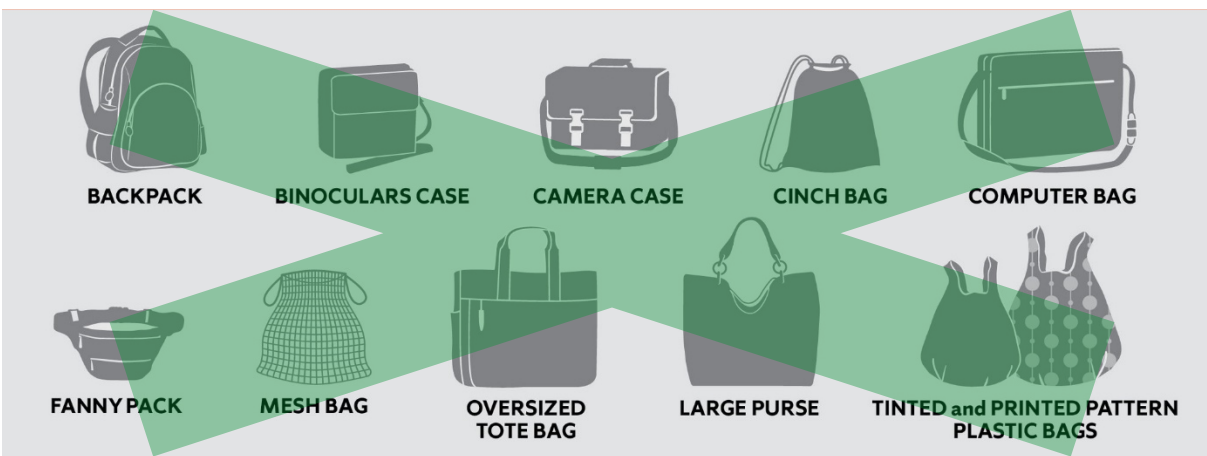 BACKPACK
BINOCULARS CASE
CAMERA CASE
CINCH BAG
COMPUTER BAG
FANNY PACK
MESH BAG
OVERSIZED
TOTE BAG
LARGE PURSE
TINTED and PRINTED PATTERN
PLASTIC BAGS